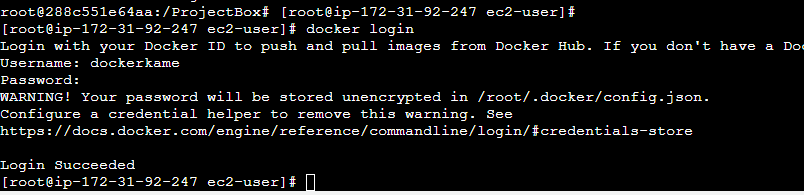 root@288c551e64aa:/ProjectBox# [root@ip-172-31-92-247 ec2-user]#
[root@ip-172-31-92-247 ec2-user]# docker login
Login with your Docker ID to push and pull images from Docker Hub. If you don't have a Doc
Username: dockerkame
Password:
WARNING! Your password will be stored unencrypted in /root/.docker/config.json.
Configure a credential helper to remove this warning. See
https://docs.docker.com/engine/reference/commandline/login/#credentials-store
Login Succeeded
[root@ip-172-31-92-247 ec2-user]#